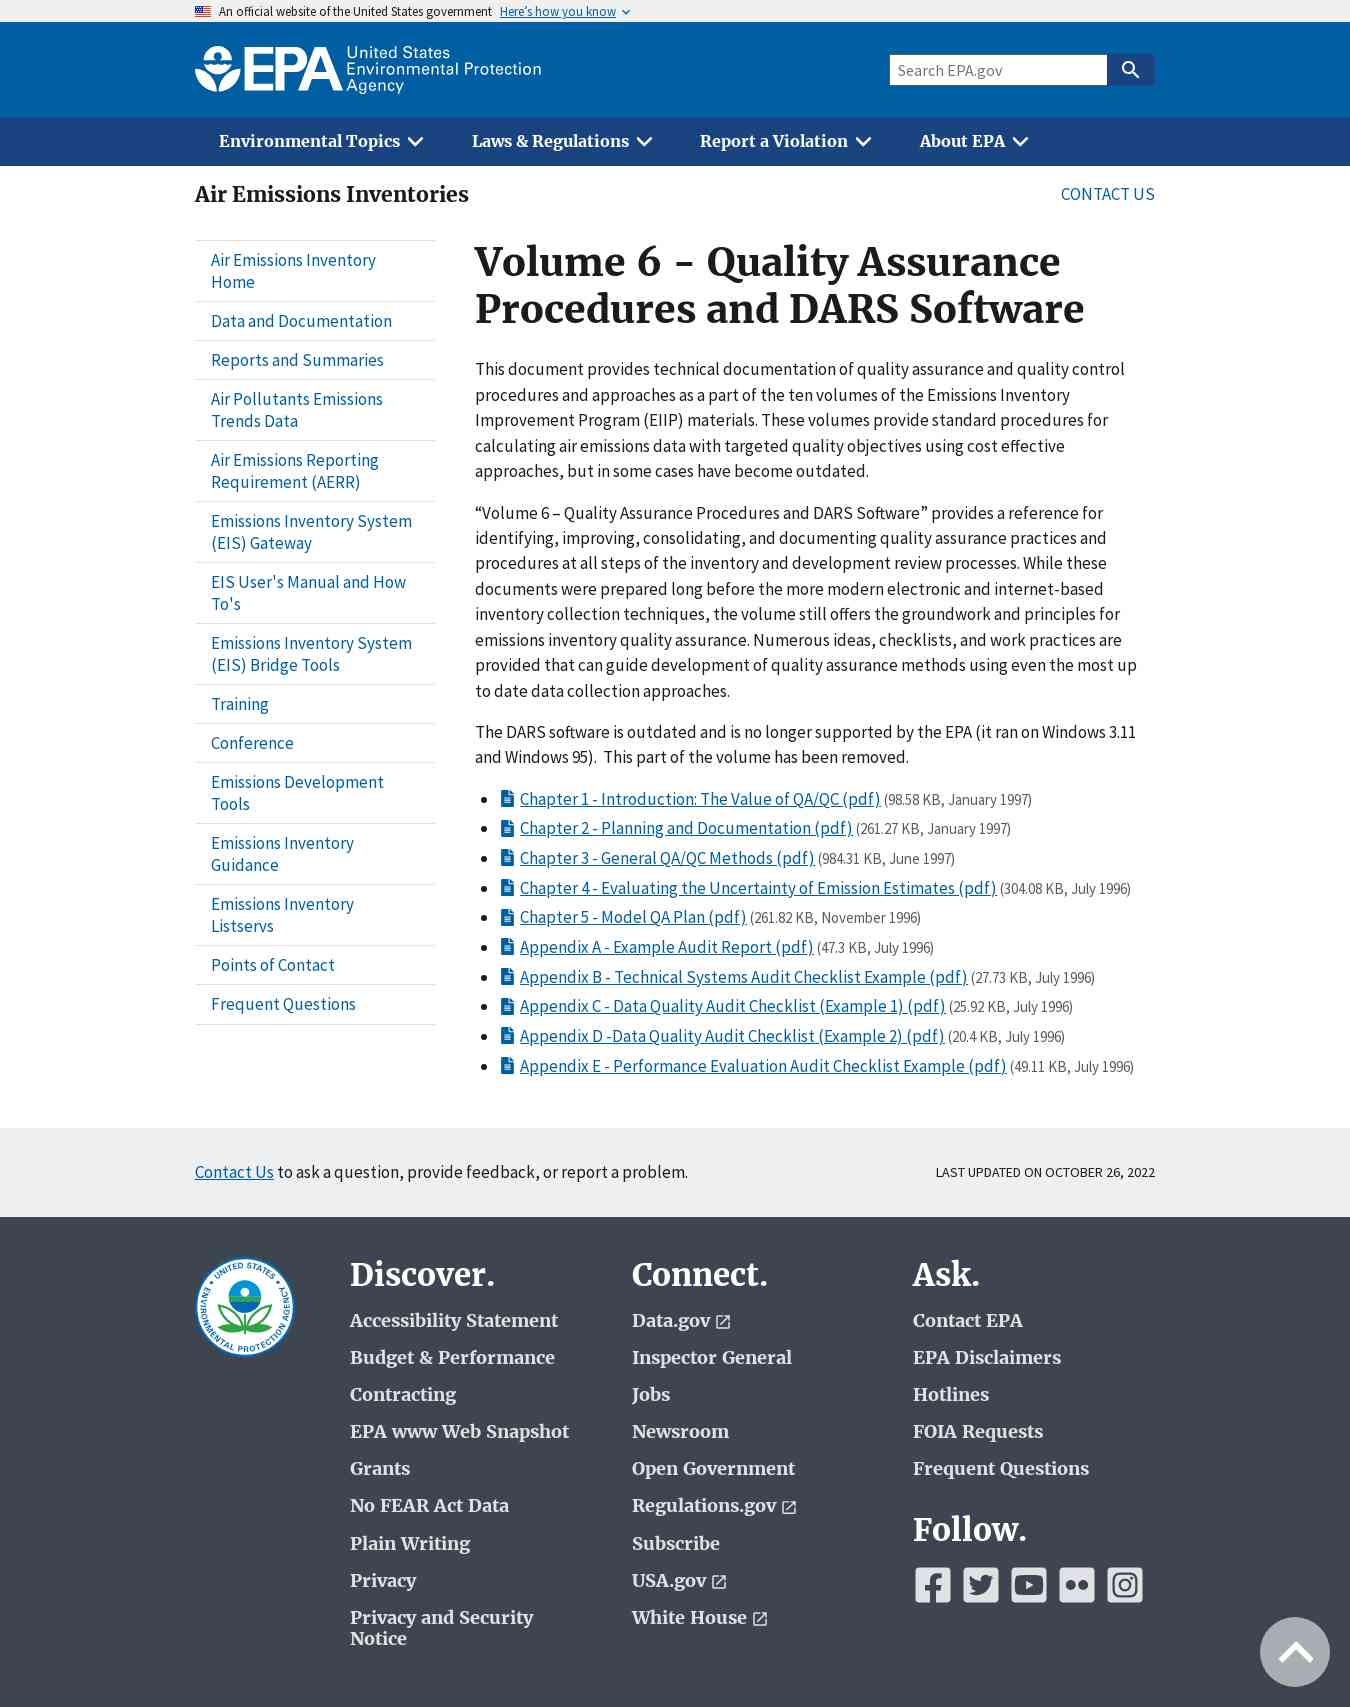 An official website of the United States government Here's how you know
EPA United States
Environmental Protection
Agency
Search EPA.gov
Environmental Topics Laws & Regulations Report a Violation About EPA
Air Emissions Inventories
CONTACT US
Air Emissions Inventory
Home
Data and Documentation
Reports and Summaries
Air Pollutants Emissions
Trends Data
Air Emissions Reporting
Requirement (AERR)
Emissions Inventory System
(EIS) Gateway
EIS User's Manual and How
To's
Emissions Inventory System
(EIS) Bridge Tools
Training
Conference
Emissions Development
Tools
Emissions Inventory
Guidance
Emissions Inventory
Listservs
Points of Contact
Frequent Questions
Volume 6 - Quality Assurance
Procedures and DARS Software
This document provides technical documentation of quality assurance and quality control
procedures and approaches as a part of the ten volumes of the Emissions Inventory
Improvement Program (EIIP) materials. These volumes provide standard procedures for
calculating air emissions data with targeted quality objectives using cost effective
approaches, but in some cases have become outdated.
“Volume 6 – Quality Assurance Procedures and DARS Software” provides a reference for
identifying, improving, consolidating, and documenting quality assurance practices and
procedures at all steps of the inventory and development review processes. While these
documents were prepared long before the more modern electronic and internet-based
inventory collection techniques, the volume still offers the groundwork and principles for
emissions inventory quality assurance. Numerous ideas, checklists, and work practices are
provided that can guide development of quality assurance methods using even the most up
to date data collection approaches.
The DARS software is outdated and is no longer supported by the EPA (it ran on Windows 3.11
and Windows 95).  This part of the volume has been removed.
Chapter 1 - Introduction: The Value of QA/QC (pdf) (98.58 KB, January 1997)
Chapter 2 - Planning and Documentation (pdf) (261.27 KB, January 1997)
Chapter 3 - General QA/QC Methods (pdf) (984.31 KB, June 1997)
Chapter 4 - Evaluating the Uncertainty of Emission Estimates (pdf) (304.08 KB, July 1996)
Chapter 5 - Model QA Plan (pdf) (261.82 KB, November 1996)
Appendix A - Example Audit Report (pdf) (47.3 KB, July 1996)
Appendix B - Technical Systems Audit Checklist Example (pdf) (27.73 KB, July 1996)
Appendix C - Data Quality Audit Checklist (Example 1) (pdf) (25.92 KB, July 1996)
Appendix D -Data Quality Audit Checklist (Example 2) (pdf) (20.4 KB, July 1996)
Appendix E - Performance Evaluation Audit Checklist Example (pdf) (49.11 KB, July 1996)
Contact Us to ask a question, provide feedback, or report a problem.
LAST UPDATED ON OCTOBER 26, 2022
UNITED STATES
ENVIRONMENTAL PROTECTION AGENCY
Discover.
Accessibility Statement
Budget & Performance
Contracting
EPA www Web Snapshot
Grants
No FEAR Act Data
Plain Writing
Privacy
Privacy and Security
Notice
Connect.
Data.gov
Inspector General
Jobs
Newsroom
Open Government
Regulations.gov
Subscribe
USA.gov
White House
Ask.
Contact EPA
EPA Disclaimers
Hotlines
FOIA Requests
Frequent Questions
Follow.